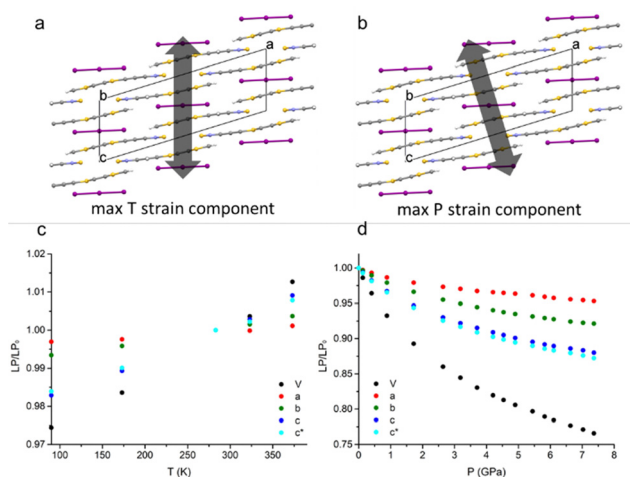 a
b
a
b
c
a
b
c
max T strain component
max P strain component
c
d
1.02
1.01
1.00
0.99
0.98
0.97
LP/LP₀
100 150 200 250 300 350
T (K)
V
a
b
c
c*
1.00
0.95
0.90
0.85
0.80
0.75
LP/LP₀
0 1 2 3 4 5 6 7 8
P (GPa)
V
a
b
c
c*